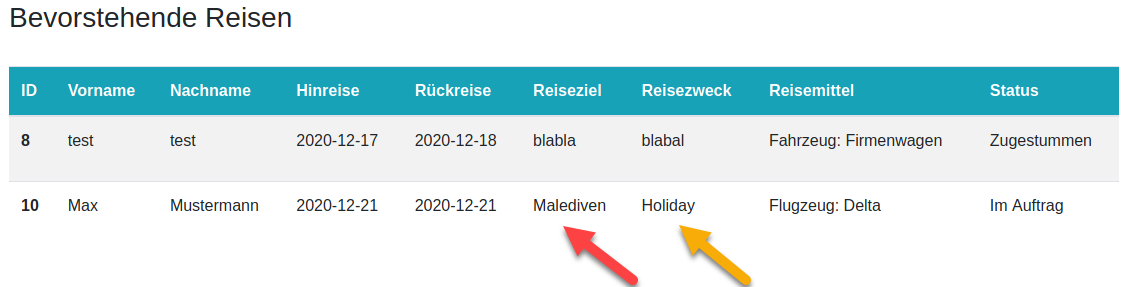 Bevorstehende Reisen
ID Vorname Nachname Hinreise Rückreise Reiseziel Reisezweck Reisemittel Status
8 test test 2020-12-17 2020-12-18 blabla blabal Fahrzeug: Firmenwagen Zugestummen
10 Max Mustermann 2020-12-21 2020-12-21 Malediven Holiday Flugzeug: Delta Im Auftrag